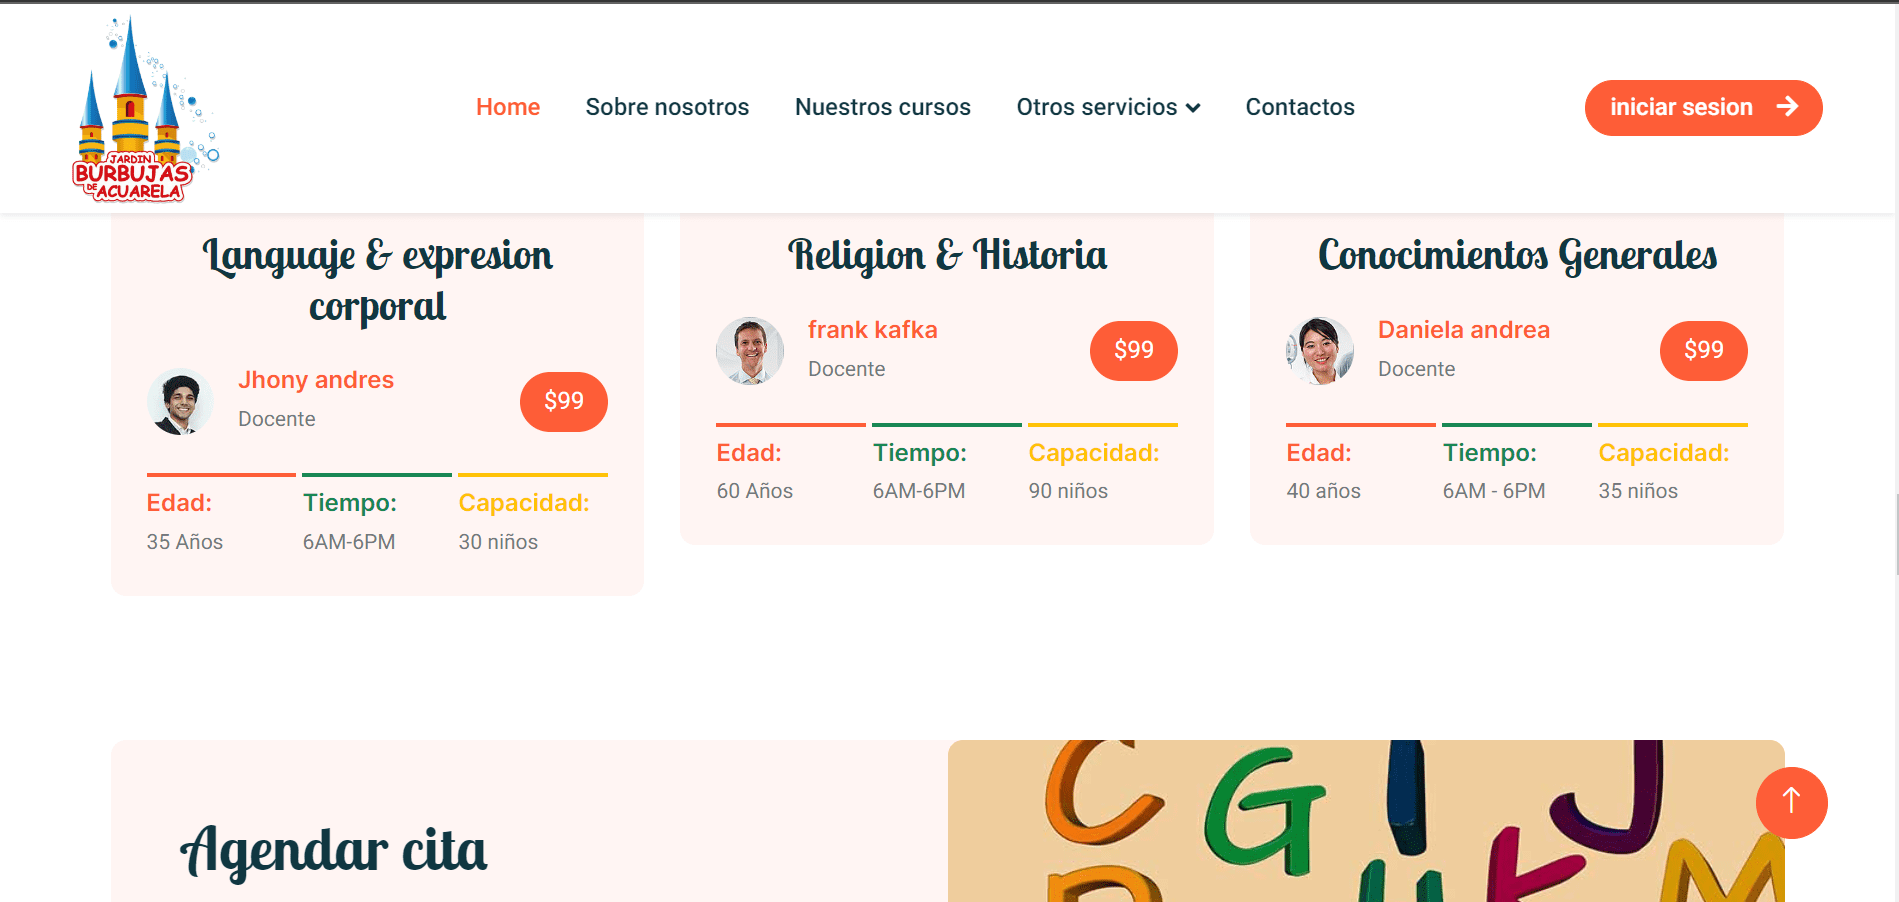 JARDIN
BURBUJAS
DE ACUARELA
Home
Sobre nosotros
Nuestros cursos
Otros servicios
Contactos
iniciar sesion
Languaje & expresion
corporal
Jhony andres
Docente
$99
Edad:
Tiempo:
Capacidad:
35 Años
6AM-6PM
30 niños
Religion & Historia
frank kafka
Docente
$99
Edad:
Tiempo:
Capacidad:
60 Años
6AM-6PM
90 niños
Conocimientos Generales
Daniela andrea
Docente
$99
Edad:
Tiempo:
Capacidad:
40 años
6AM - 6PM
35 niños
Agendar cita
C G I J
K M